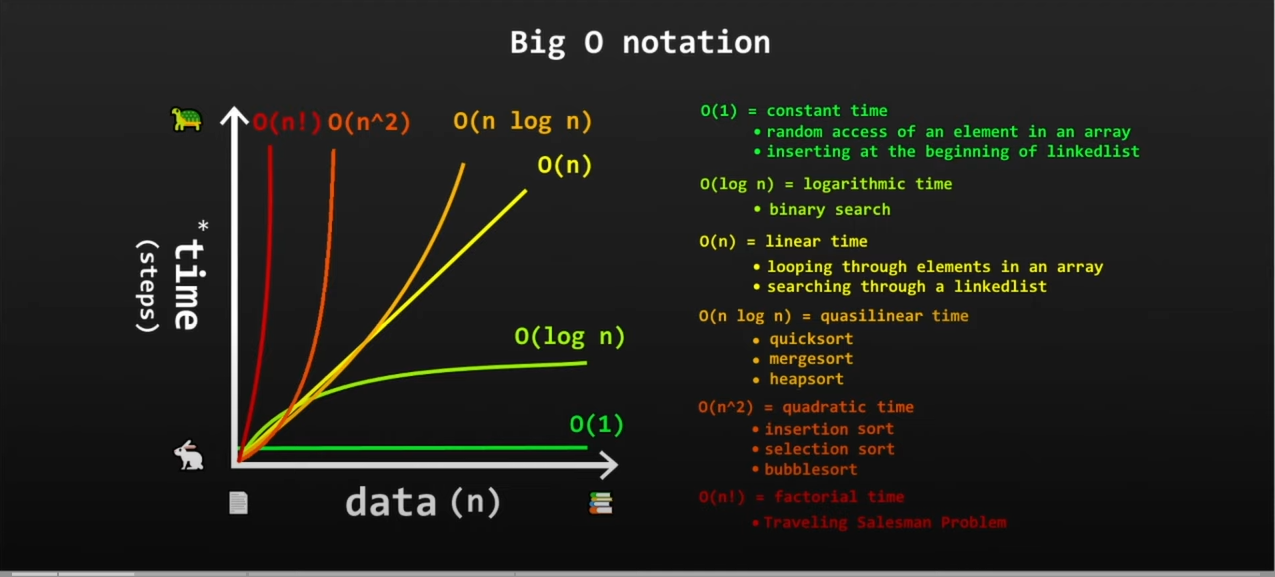 Big O notation
O(n!)
O(n^2)
O(n log n)
O(n)
O(log n)
O(1)
*time
(steps)
data (n)
O(1) = constant time
• random access of an element in an array
• inserting at the beginning of linkedlist
O(log n) = logarithmic time
• binary search
O(n) = linear time
• looping through elements in an array
• searching through a linkedlist
O(n log n) = quasilinear time
• quicksort
• mergesort
• heapsort
O(n^2) = quadratic time
• insertion sort
• selection sort
• bubblesort
O(n!) = factorial time
• Traveling Salesman Problem